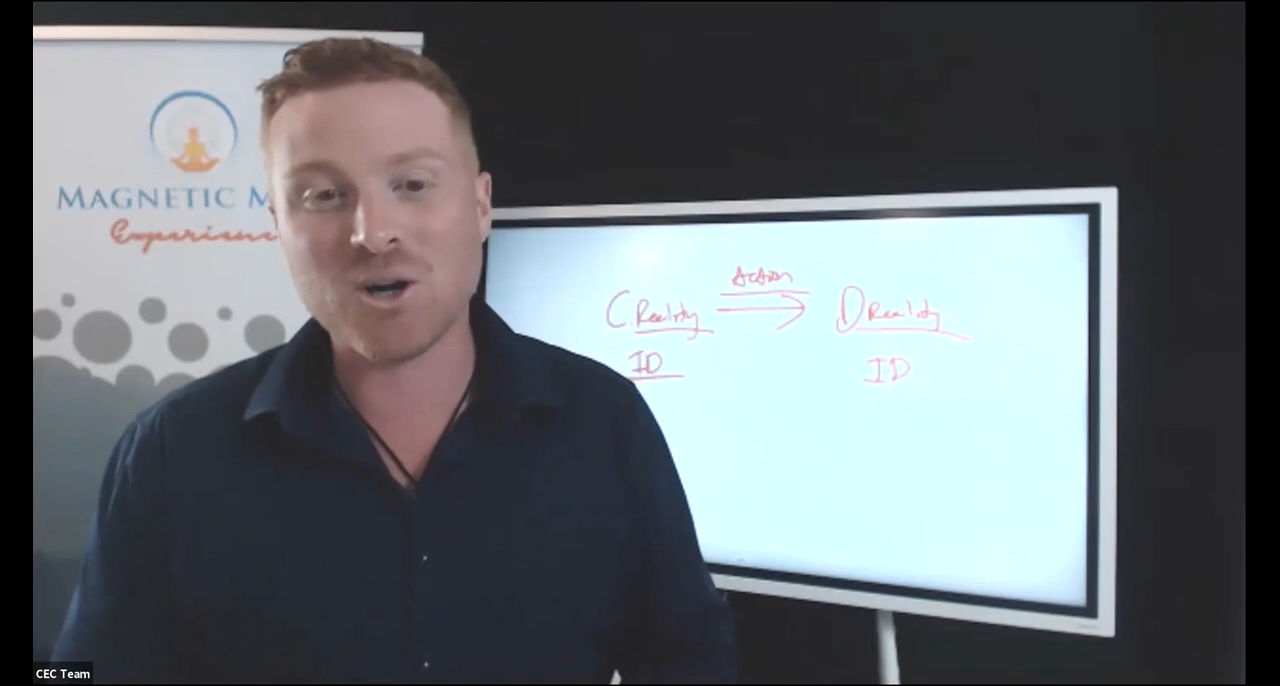 MAGNETIC M
Experience
Action
C. Reality
D Reality
ID
ID
CEC Team